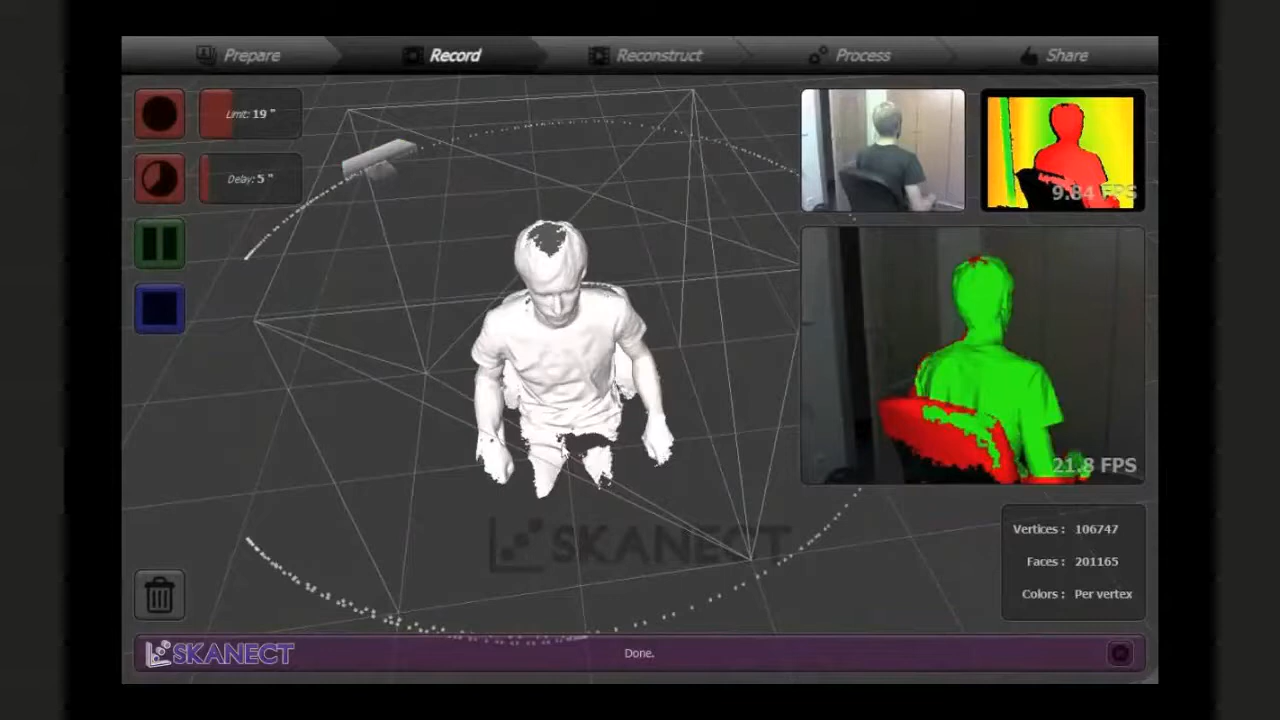 Prepare
Record
Reconstruct
Process
Share
Limit: 19 "
Delay: 5 "
9.84 FPS
21.8 FPS
SKANECT
Vertices : 106747
Faces : 201165
Colors : Per vertex
SKANECT
Done.